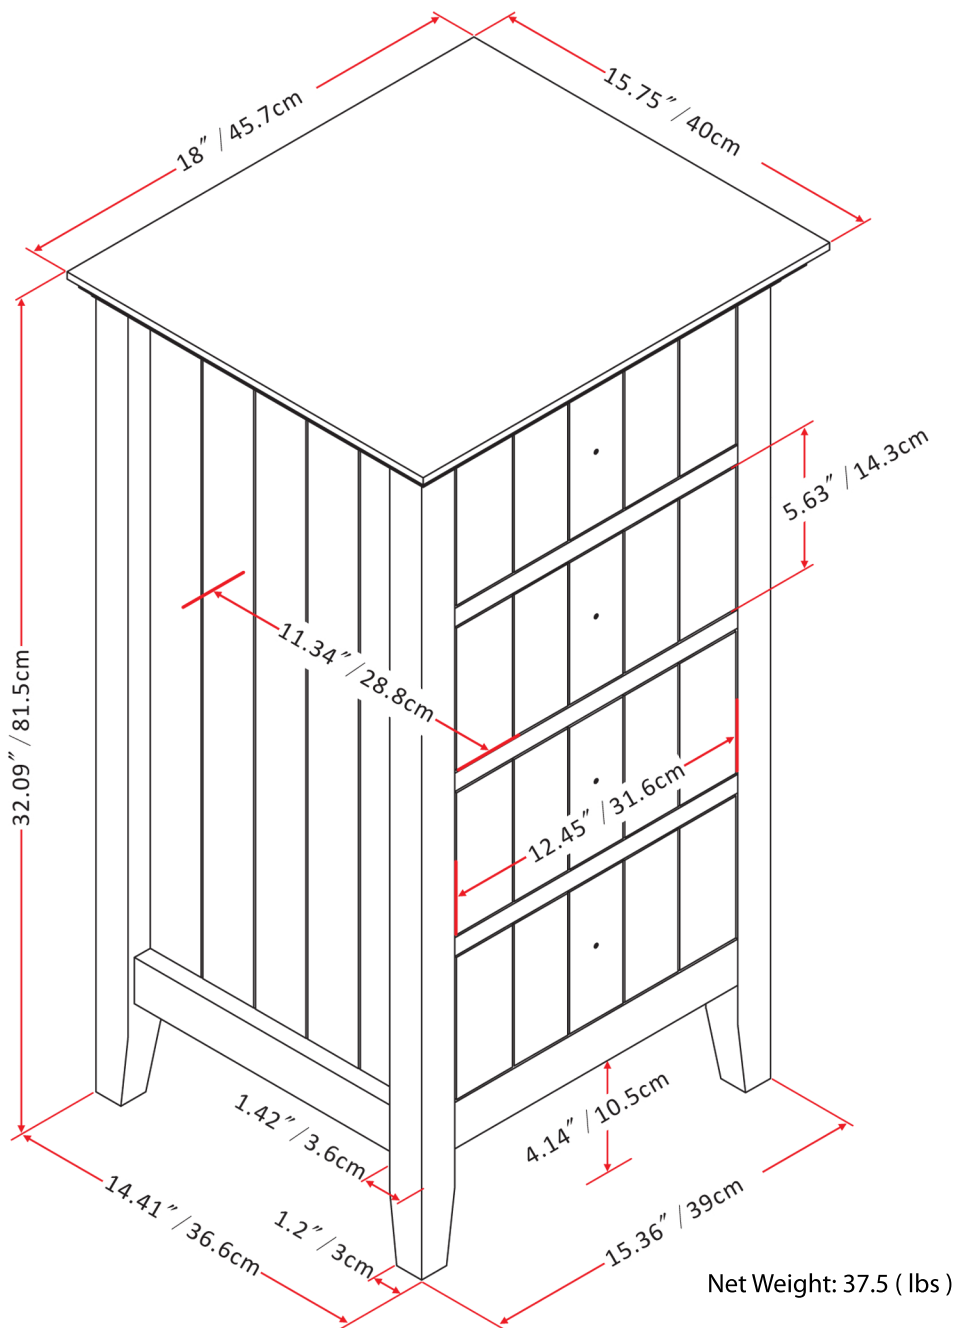 18″ / 45.7cm
15.75″ / 40cm
5.63″ / 14.3cm
11.34″ / 28.8cm
32.09″ / 81.5cm
12.45″ / 31.6cm
1.42″ / 3.6cm
4.14″ / 10.5cm
14.41″ / 36.6cm
1.2″ / 3cm
15.36″ / 39cm
Net Weight: 37.5 ( lbs )